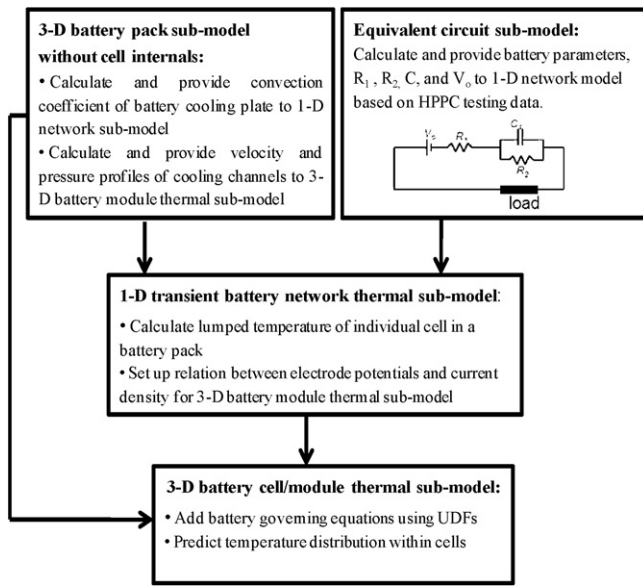 3-D battery pack sub-model
without cell internals:
• Calculate and provide convection
coefficient of battery cooling plate to 1-D
network sub-model
• Calculate and provide velocity and
pressure profiles of cooling channels to 3-
D battery module thermal sub-model
Equivalent circuit sub-model:
Calculate and provide battery parameters,
R1 , R2, C, and Vo to 1-D network model
based on HPPC testing data.
R2
load
1-D transient battery network thermal sub-model:
• Calculate lumped temperature of individual cell in a
battery pack
• Set up relation between electrode potentials and current
density for 3-D battery module thermal sub-model
3-D battery cell/module thermal sub-model:
• Add battery governing equations using UDFs
• Predict temperature distribution within cells